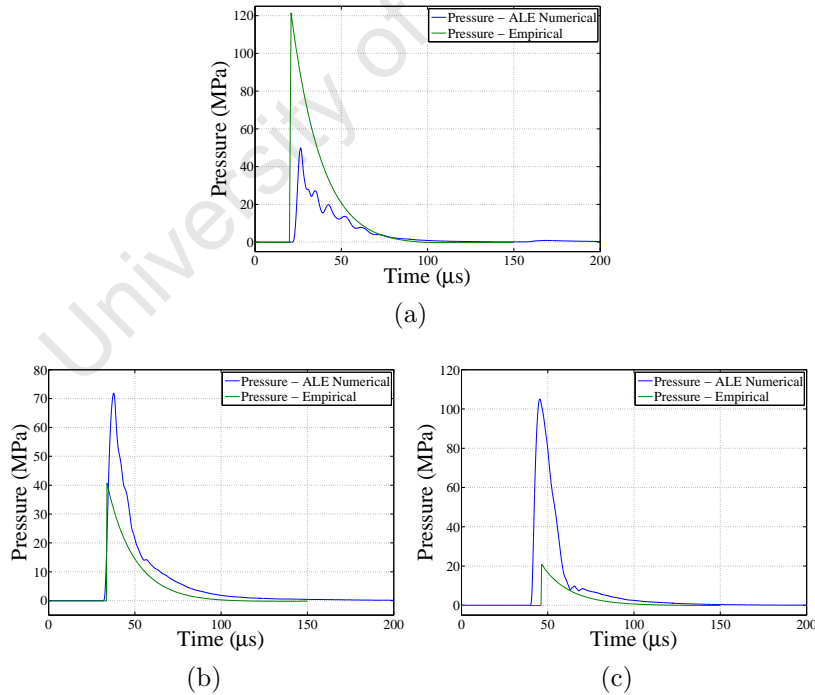 University of
Pressure (MPa)
120
100
80
60
40
20
0
Pressure – ALE Numerical
Pressure – Empirical
0 50 100 150 200
Time (μs)
(a)
Pressure (MPa)
80
70
60
50
40
30
20
10
0
Pressure – ALE Numerical
Pressure – Empirical
0 50 100 150 200
Time (μs)
(b)
Pressure (MPa)
120
100
80
60
40
20
0
Pressure – ALE Numerical
Pressure – Empirical
0 50 100 150 200
Time (μs)
(c)